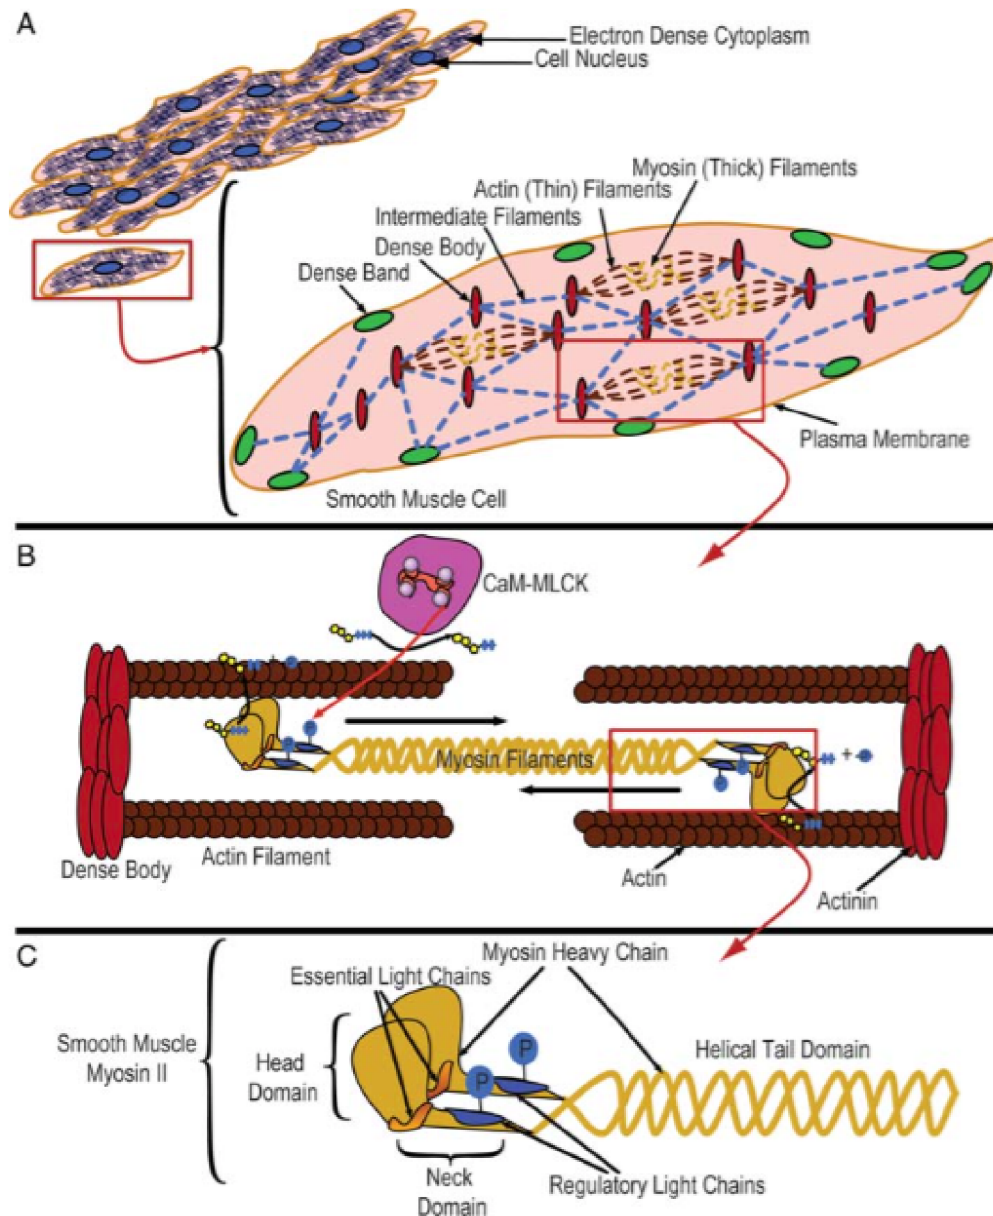 A
Electron Dense Cytoplasm
Cell Nucleus
Myosin (Thick) Filaments
Actin (Thin) Filaments
Intermediate Filaments
Dense Body
Dense Band
Plasma Membrane
Smooth Muscle Cell
B
CaM-MLCK
+
Myosin Filaments
+
Actin Filament
Dense Body
Actin
Actinin
C
Myosin Heavy Chain
Essential Light Chains
Smooth Muscle
Myosin II
Head
Domain
P
P
Helical Tail Domain
Neck
Domain
Regulatory Light Chains